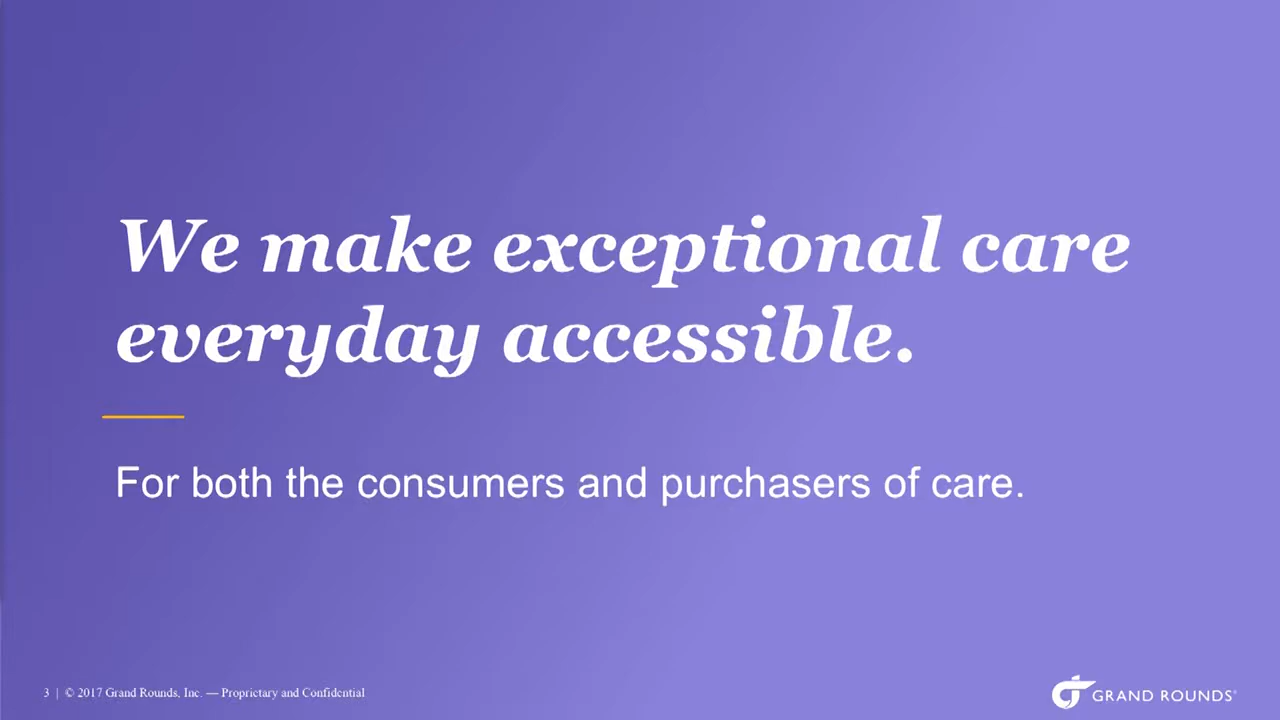 We make exceptional care
everyday accessible.
For both the consumers and purchasers of care.
3 | © 2017 Grand Rounds, Inc. — Proprietary and Confidential
GRAND ROUNDS®